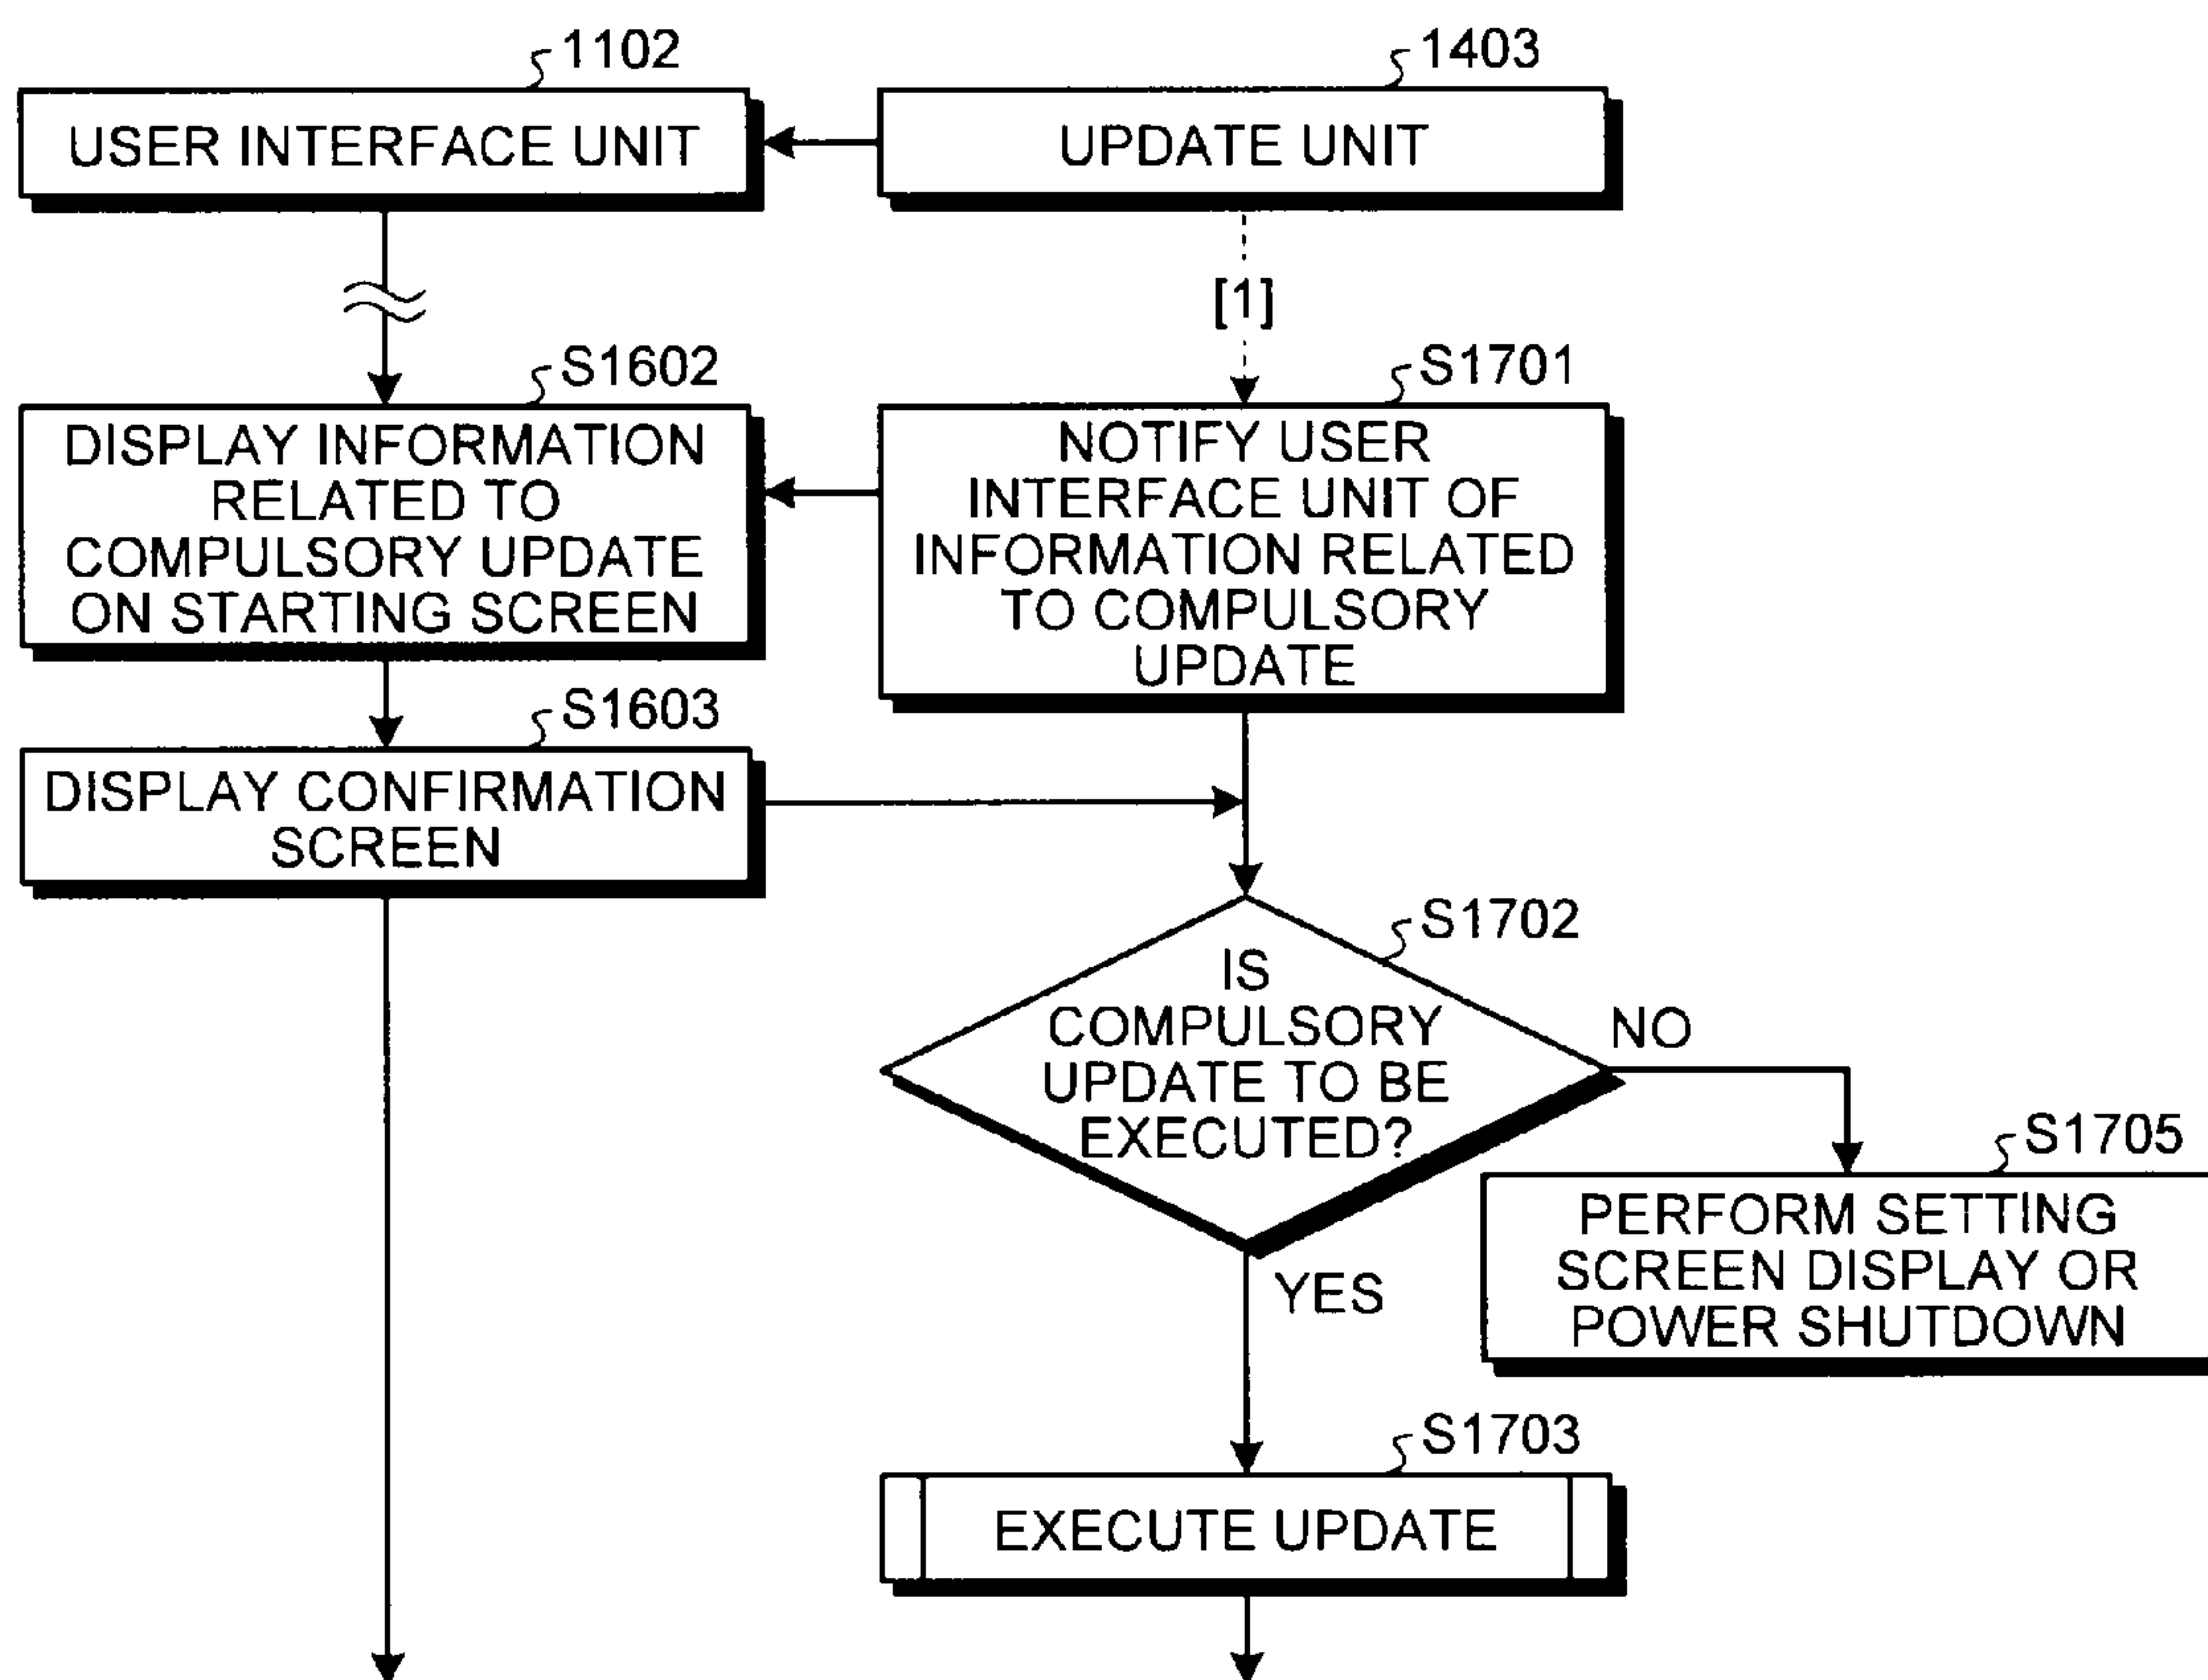 1102
1403
USER INTERFACE UNIT
UPDATE UNIT
[1]
S1602
S1701
DISPLAY INFORMATION
RELATED TO
COMPULSORY UPDATE
ON STARTING SCREEN
NOTIFY USER
INTERFACE UNIT OF
INFORMATION RELATED
TO COMPULSORY
UPDATE
S1603
DISPLAY CONFIRMATION
SCREEN
S1702
IS
COMPULSORY
UPDATE TO BE
EXECUTED?
NO
YES
S1705
PERFORM SETTING
SCREEN DISPLAY OR
POWER SHUTDOWN
S1703
EXECUTE UPDATE